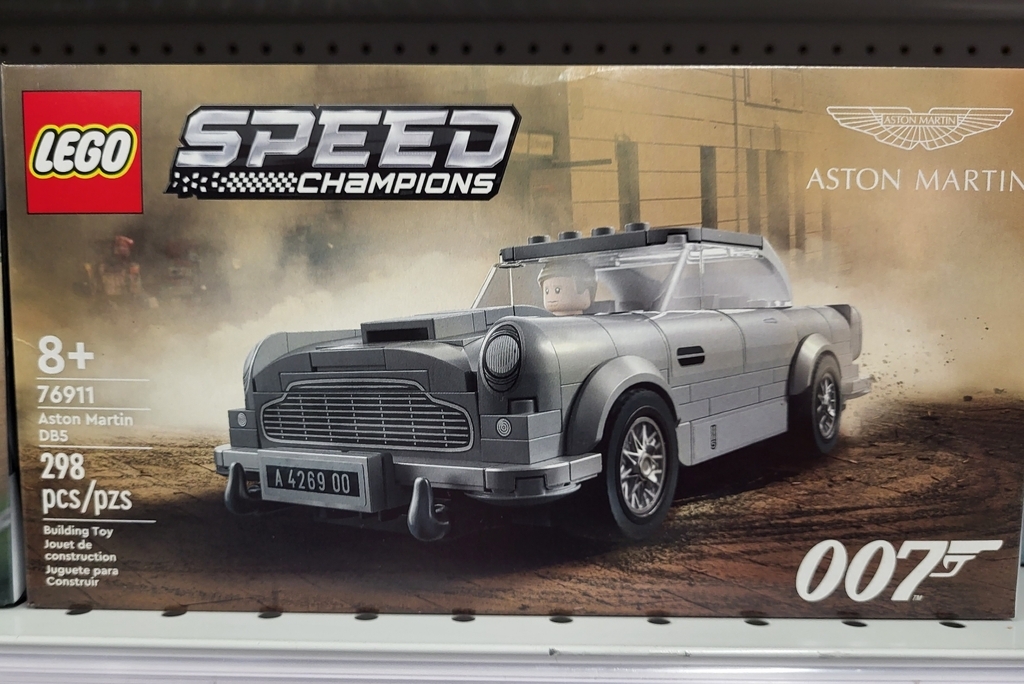 LEGO
SPEED
CHAMPIONS
ASTON MARTIN
ASTON MARTIN
8+
76911
Aston Martin
DB5
298
pcs/pzs
Building Toy
Jouet de
construction
Juguete para
Construir
A 4269 00
007
TM